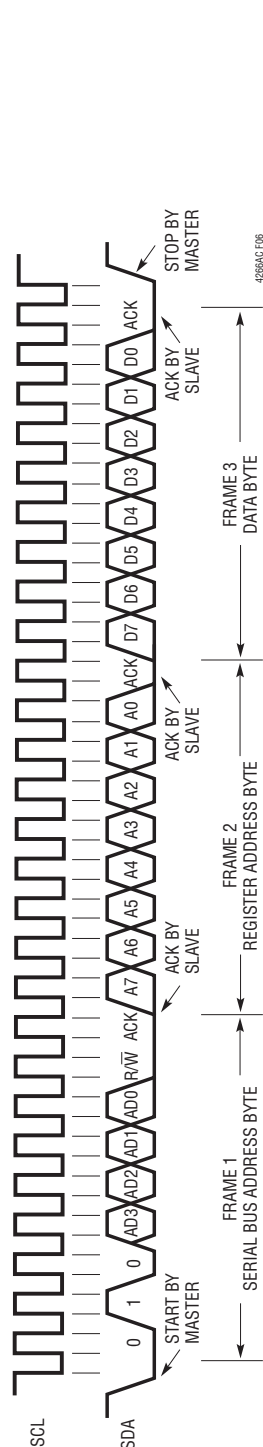 SCL
SDA
0 1 0 AD3 AD2 AD1 AD0 R/W̅ ACK A7 A6 A5 A4 A3 A2 A1 A0 ACK D7 D6 D5 D4 D3 D2 D1 D0 ACK
START BY
MASTER
ACK BY
SLAVE
ACK BY
SLAVE
ACK BY
SLAVE
STOP BY
MASTER
FRAME 1
SERIAL BUS ADDRESS BYTE
FRAME 2
REGISTER ADDRESS BYTE
FRAME 3
DATA BYTE
4266AC F06